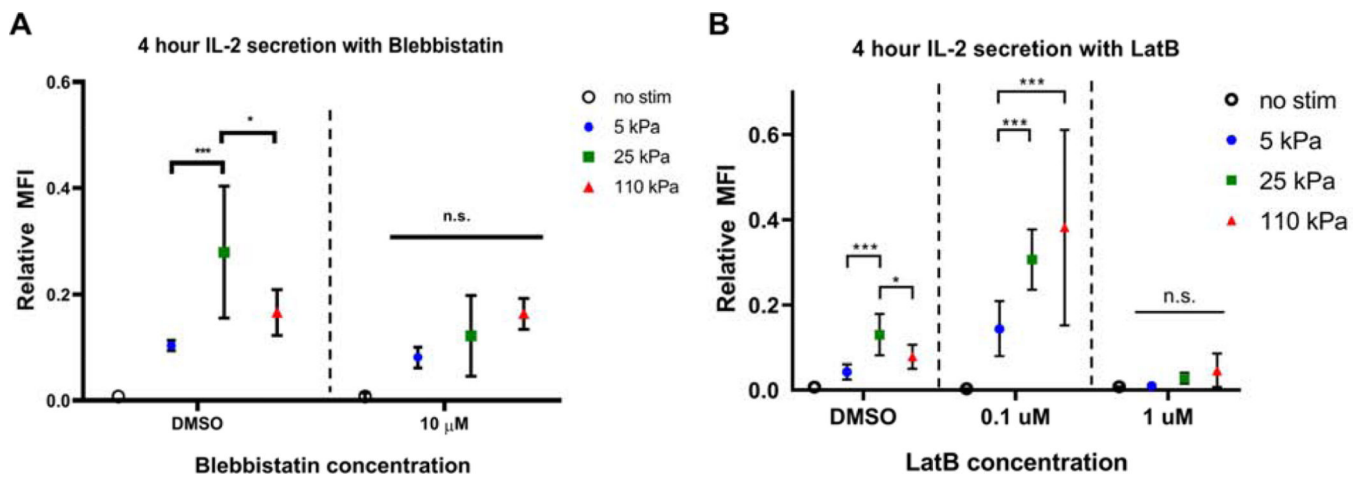 A
4 hour IL-2 secretion with Blebbistatin
Relative MFI
0.6
0.4
0.2
0.0
*
***
n.s.
no stim
5 kPa
25 kPa
110 kPa
DMSO
10 μM
Blebbistatin concentration
B
4 hour IL-2 secretion with LatB
Relative MFI
0.6
0.4
0.2
0.0
***
*
***
***
n.s.
no stim
5 kPa
25 kPa
110 kPa
DMSO
0.1 uM
1 uM
LatB concentration